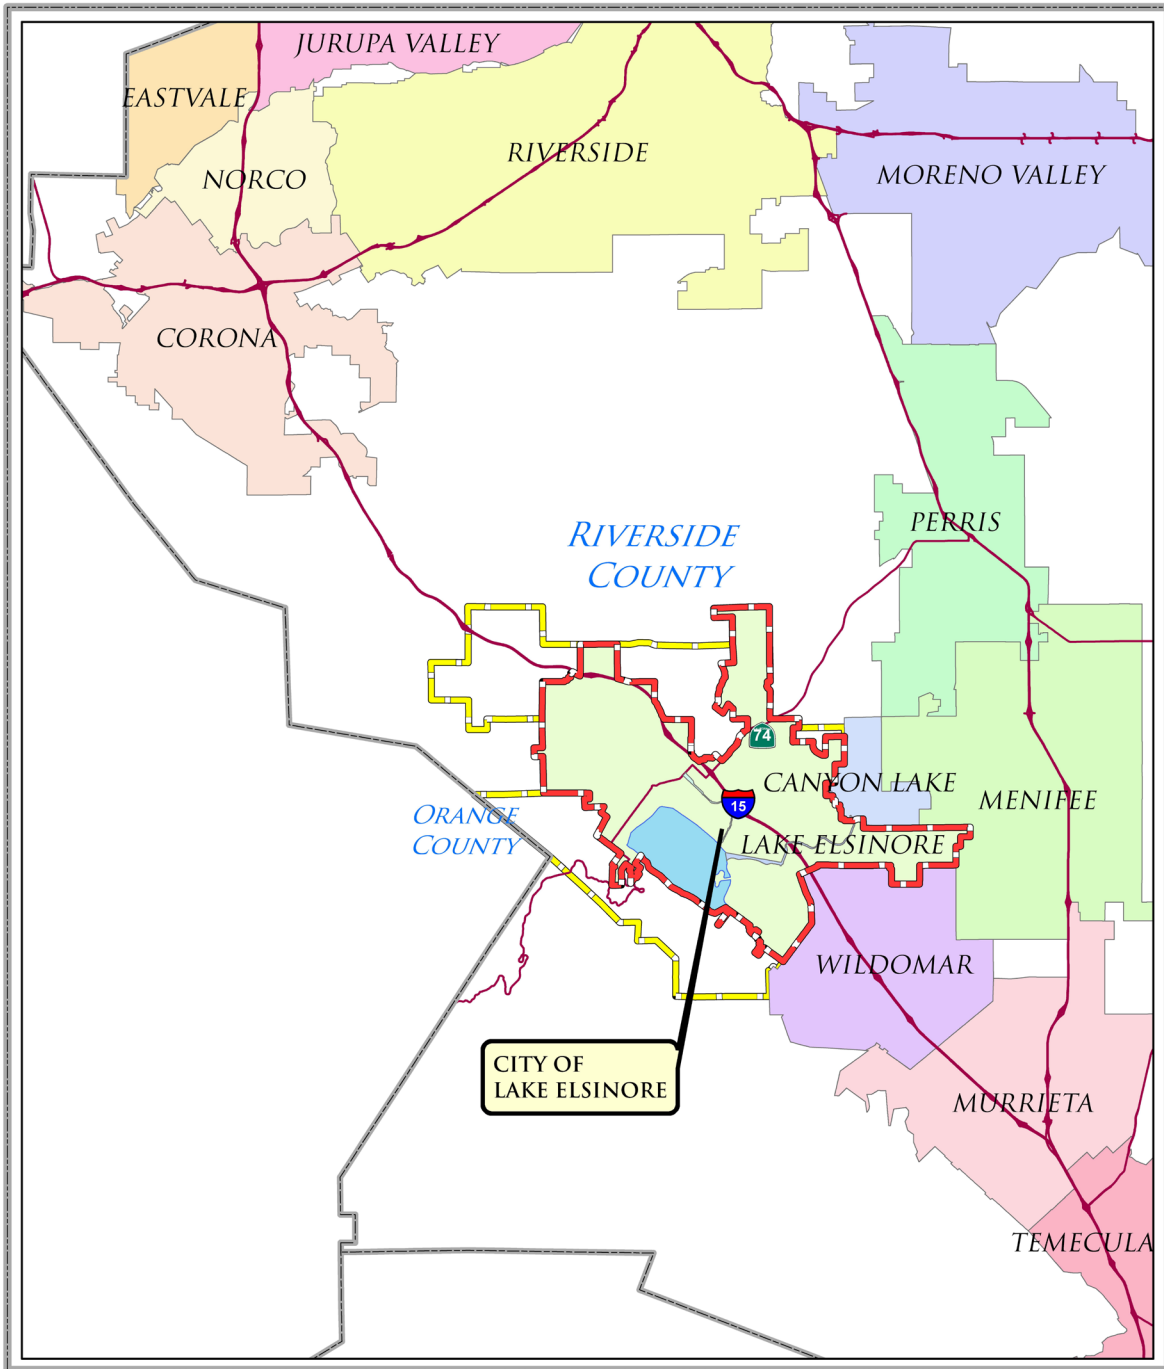 JURUPA VALLEY
EASTVALE
RIVERSIDE
NORCO
MORENO VALLEY
CORONA
PERRIS
RIVERSIDE
COUNTY
74
CANYON LAKE
MENIFEE
15
ORANGE
COUNTY
LAKE ELSINORE
WILDOMAR
CITY OF
LAKE ELSINORE
MURRIETA
TEMECULA